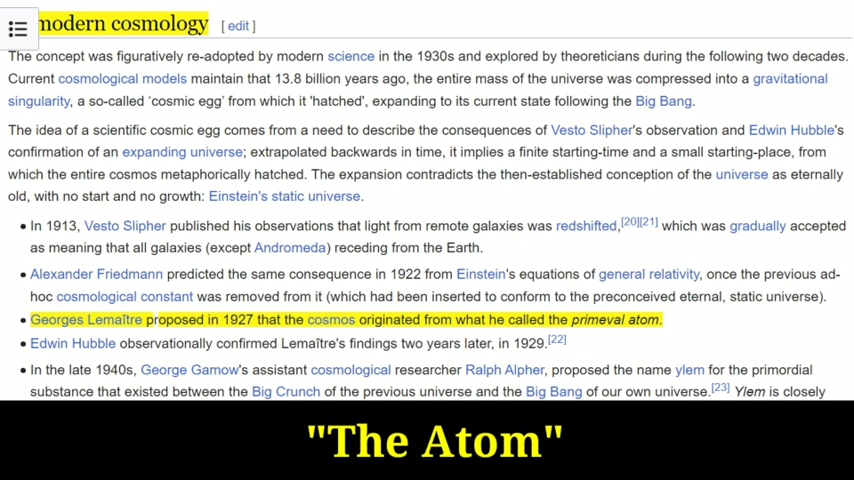 modern cosmology [ edit ]
The concept was figuratively re-adopted by modern science in the 1930s and explored by theoreticians during the following two decades.
Current cosmological models maintain that 13.8 billion years ago, the entire mass of the universe was compressed into a gravitational
singularity, a so-called 'cosmic egg' from which it 'hatched', expanding to its current state following the Big Bang.
The idea of a scientific cosmic egg comes from a need to describe the consequences of Vesto Slipher's observation and Edwin Hubble's
confirmation of an expanding universe; extrapolated backwards in time, it implies a finite starting-time and a small starting-place, from
which the entire cosmos metaphorically hatched. The expansion contradicts the then-established conception of the universe as eternally
old, with no start and no growth: Einstein's static universe.
• In 1913, Vesto Slipher published his observations that light from remote galaxies was redshifted,[20][21] which was gradually accepted
as meaning that all galaxies (except Andromeda) receding from the Earth.
• Alexander Friedmann predicted the same consequence in 1922 from Einstein's equations of general relativity, once the previous ad-
hoc cosmological constant was removed from it (which had been inserted to conform to the preconceived eternal, static universe).
• Georges Lemaître proposed in 1927 that the cosmos originated from what he called the primeval atom.
• Edwin Hubble observationally confirmed Lemaître's findings two years later, in 1929.[22]
• In the late 1940s, George Gamow's assistant cosmological researcher Ralph Alpher, proposed the name ylem for the primordial
substance that existed between the Big Crunch of the previous universe and the Big Bang of our own universe.[23] Ylem is closely
"The Atom"